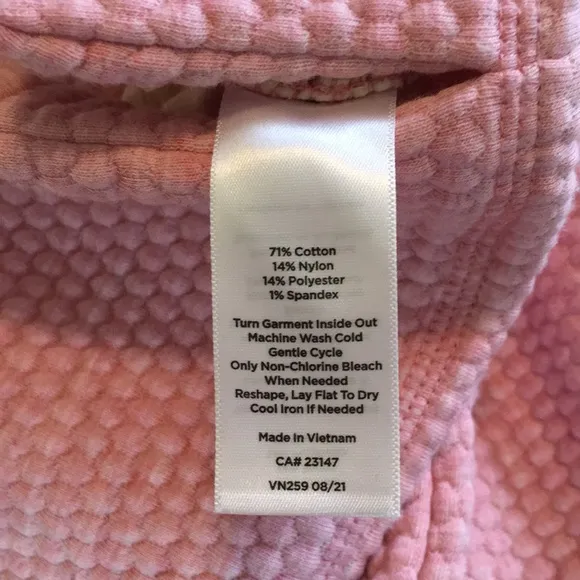 71% Cotton
14% Nylon
14% Polyester
1% Spandex
Turn Garment Inside Out
Machine Wash Cold
Gentle Cycle
Only Non-Chlorine Bleach
When Needed
Reshape, Lay Flat To Dry
Cool Iron If Needed
Made in Vietnam
CA# 23147
VN259 08/21